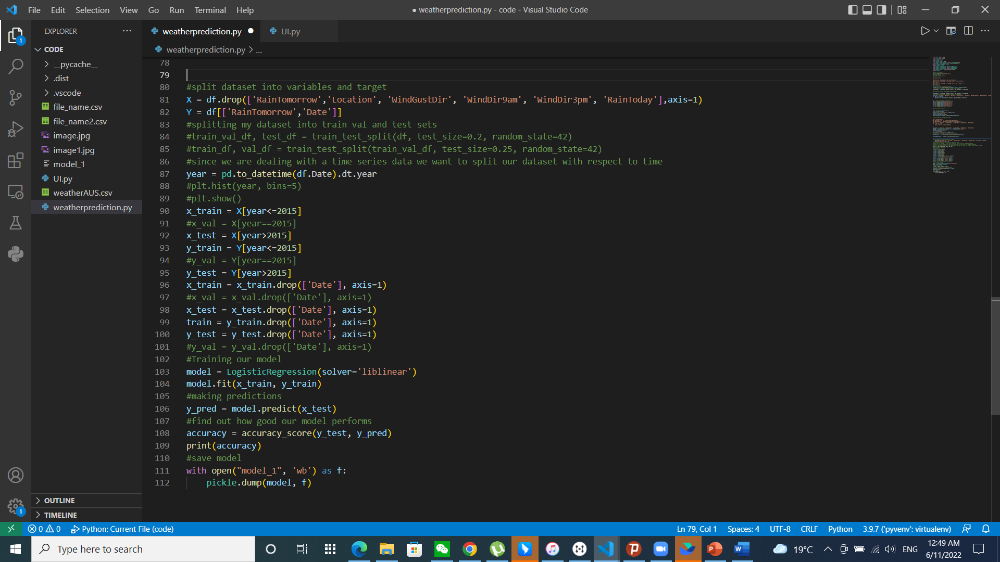 File Edit Selection View Go Run Terminal Help
● weatherprediction.py - code - Visual Studio Code
EXPLORER
CODE
__pycache__
.dist
.vscode
file_name.csv
file_name2.csv
image.jpg
image1.jpg
model_1
UI.py
weatherAUS.csv
weatherprediction.py
OUTLINE
TIMELINE
1
1
weatherprediction.py
UI.py
weatherprediction.py > ...
78
79
80 #split dataset into variables and target
81 X = df.drop(['RainTomorrow','Location', 'WindGustDir', 'WindDir9am', 'WindDir3pm', 'RainToday'],axis=1)
82 Y = df[['RainTomorrow','Date']]
83 #splitting my dataset into train val and test sets
84 #train_val_df, test_df = train_test_split(df, test_size=0.2, random_state=42)
85 #train_df, val_df = train_test_split(train_val_df, test_size=0.25, random_state=42)
86 #since we are dealing with a time series data we want to split our dataset with respect to time
87 year = pd.to_datetime(df.Date).dt.year
88 #plt.hist(year, bins=5)
89 #plt.show()
90 x_train = X[year<=2015]
91 #x_val = X[year==2015]
92 x_test = X[year>2015]
93 y_train = Y[year<=2015]
94 #y_val = Y[year==2015]
95 y_test = Y[year>2015]
96 x_train = x_train.drop(['Date'], axis=1)
97 #x_val = x_val.drop(['Date'], axis=1)
98 x_test = x_test.drop(['Date'], axis=1)
99 train = y_train.drop(['Date'], axis=1)
100 y_test = y_test.drop(['Date'], axis=1)
101 #y_val = y_val.drop(['Date'], axis=1)
102 #Training our model
103 model = LogisticRegression(solver='liblinear')
104 model.fit(x_train, y_train)
105 #making predictions
106 y_pred = model.predict(x_test)
107 #find out how good our model performs
108 accuracy = accuracy_score(y_test, y_pred)
109 print(accuracy)
110 #save model
111 with open("model_1", 'wb') as f:
112 pickle.dump(model, f)
0 0 Python: Current File (code)
Ln 79, Col 1 Spaces: 4 UTF-8 CRLF Python 3.9.7 ('pyvenv': virtualenv)
Type here to search
19°C ENG
12:49 AM
6/11/2022